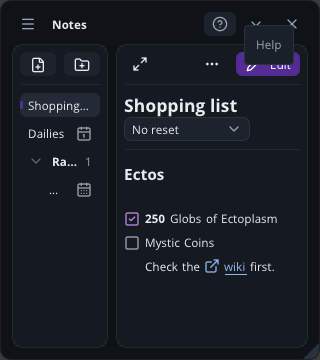 Notes
Help
Edit
Shopping...
Dailies
Ra... 1
...
Shopping list
No reset
Ectos
250 Globs of Ectoplasm
Mystic Coins
Check the wiki first.